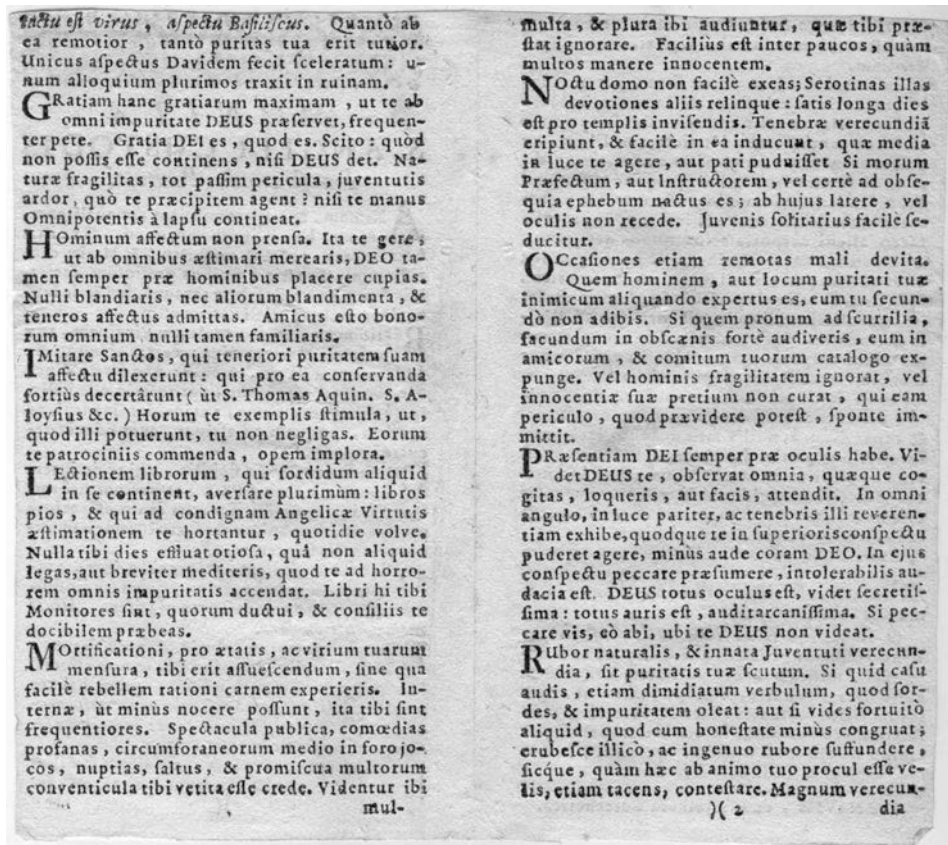 tactu est virus, aſpectu Baſiliſcus. Quantò ab
ea remotior, tantò puritas tua erit tutior.
Unicus aſpectus Davidem fecit ſceleratum: u-
num alloquium plurimos traxit in ruinam.
GRatiam hanc gratiarum maximam, ut te ab
omni impuritate DEUS præſervet, frequen-
ter pete. Gratia DEI es, quod es. Scito: quòd
non poſſis eſſe continens, niſi DEUS det. Na-
turæ fragilitas, tot paſſim pericula, juventutis
ardor, quò te præcipitem agent? niſi te manus
Omnipotentis à lapſu contineat.
HOminum affectum non prenſa. Ita te gere,
ut ab omnibus æſtimari merearis, DEO ta-
men ſemper præ hominibus placere cupias.
Nulli blandiaris, nec aliorum blandimenta, &
teneros affectus admittas. Amicus eſto bono-
rum omnium, nulli tamen familiaris.
IMitare Sanctos, qui teneriori puritatem ſuam
affectu dilexerunt: qui pro ea conſervanda
fortiùs decertârunt (ùt S. Thomas Aquin. S. A-
loyſius &c.) Horum te exemplis ſtimula, ut,
quod illi potuerunt, tu non negligas. Eorum
te patrociniis commenda, opem implora.
LEctionem librorum, qui ſordidum aliquid
in ſe continent, averſare plurimùm: libros
pios, & qui ad condignam Angelicæ Virtutis
æſtimationem te hortantur, quotidie volve.
Nulla tibi dies effluat otioſa, quâ non aliquid
legas, aut breviter mediteris, quod te ad horro-
rem omnis impuritatis accendat. Libri hi tibi
Monitores ſint, quorum ductui, & conſiliis te
docibilem præbeas.
MOrtificationi, pro ætatis, ac virium tuarum
menſura, tibi erit aſſueſcendum, ſine qua
facilè rebellem rationi carnem experieris. In-
ternæ, ùt minùs nocere poſſunt, ita tibi ſint
frequentiores. Spectacula publica, comœdias
profanas, circumforaneorum medio in foro jo-
cos, nuptias, ſaltus, & promiſcua multorum
conventicula tibi vetita eſſe crede. Videntur ibi
mul-
multa, & plura ibi audiuntur, quæ tibi præ-
ſtat ignorare. Faciliùs eſt inter paucos, quàm
multos manere innocentem.
NOctu domo non facilè exeas; Serotinas illas
devotiones aliis relinque: ſatis longa dies
eſt pro templis inviſendis. Tenebræ verecundiã
eripiunt, & facilè in ea inducunt, quæ media
in luce te agere, aut pati puduiſſet Si morum
Præfectum, aut Inſtructorem, vel certè ad obſe-
quia ephebum nactus es; ab hujus latere, vel
oculis non recede. Juvenis ſolitarius facile ſe-
ducitur.
OCcaſiones etiam remotas mali devita.
Quem hominem, aut locum puritati tuæ
inimicum aliquando expertus es, eum tu ſecun-
dò non adibis. Si quem pronum ad ſcurrilia,
facundum in obſcænis fortè audiveris, eum in
amicorum, & comitum tuorum catalogo ex-
punge. Vel hominis fragilitatem ignorat, vel
innocentiæ ſuæ pretium non curat, qui eam
periculo, quod prævidere poteſt, ſponte im-
mittit.
PRæſentiam DEI ſemper præ oculis habe. Vi-
det DEUS te, obſervat omnia, quæque co-
gitas, loqueris, aut facis, attendit. In omni
angulo, in luce pariter, ac tenebris illi reveren-
tiam exhibe, quodque te in ſuperioris conſpectu
puderet agere, minùs aude coram DEO. In ejus
conſpectu peccare præſumere, intolerabilis au-
dacia eſt. DEUS totus oculus eſt, videt ſecretiſ-
ſima: totus auris eſt, audit arcaniſſima. Si pec-
care vis, eò abi, ubi te DEUS non videat.
RUbor naturalis, & innata Juventuti verecun-
dia, ſit puritatis tuæ ſcutum. Si quid caſu
audis, etiam dimidiatum verbulum, quod ſor-
des, & impuritatem oleat: aut ſi vides fortuitò
aliquid, quod cum honeſtate minùs congruat;
erubeſce illicò, ac ingenuo rubore ſuffundere,
ſicque, quàm hæc ab animo tuo procul eſſe ve-
lis, etiam tacens, conteſtare. Magnum verecun-
)( 2 dia